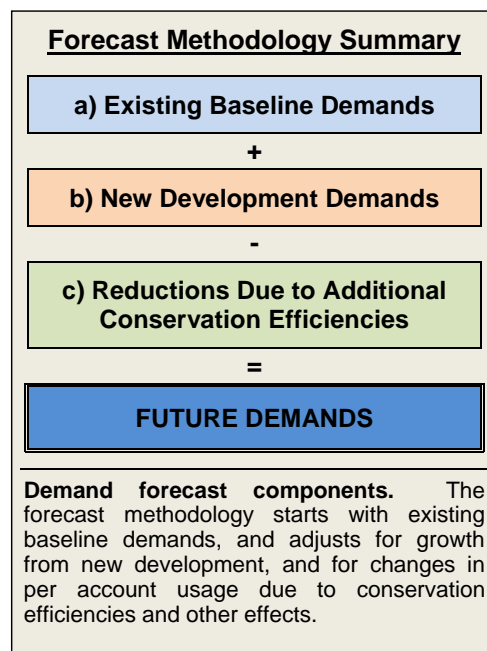 Forecast Methodology Summary
a) Existing Baseline Demands
+
b) New Development Demands
-
c) Reductions Due to Additional
Conservation Efficiencies
=
FUTURE DEMANDS
Demand forecast components. The
forecast methodology starts with existing
baseline demands, and adjusts for growth
from new development, and for changes in
per account usage due to conservation
efficiencies and other effects.